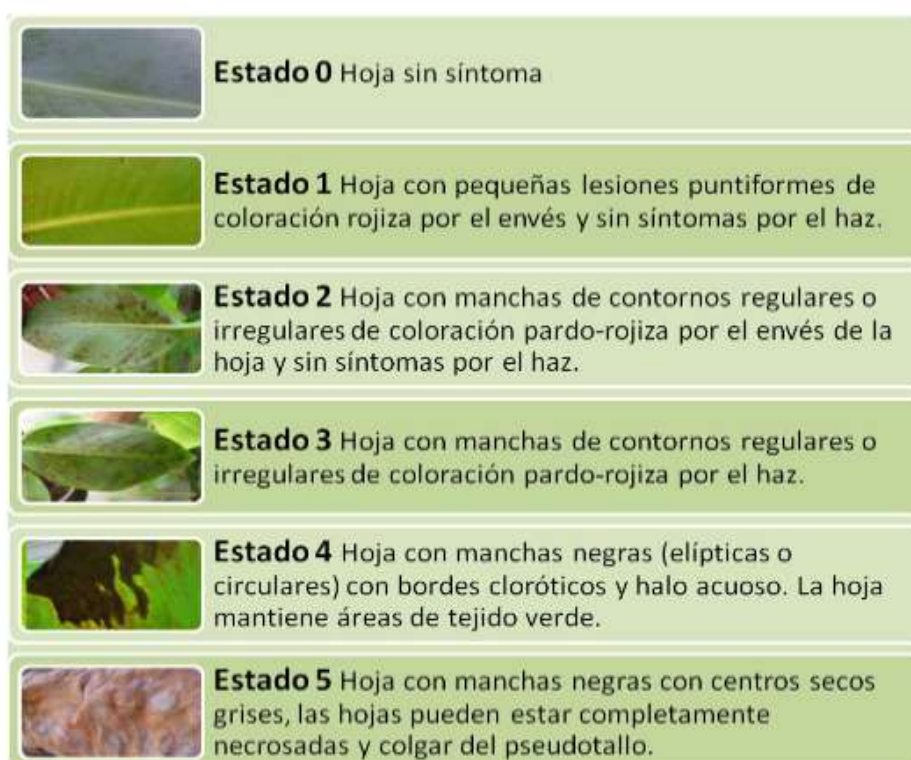 Estado 0 Hoja sin síntoma
Estado 1 Hoja con pequeñas lesiones puntiformes de
coloración rojiza por el envés y sin síntomas por el haz.
Estado 2 Hoja con manchas de contornos regulares o
irregulares de coloración pardo-rojiza por el envés de la
hoja y sin síntomas por el haz.
Estado 3 Hoja con manchas de contornos regulares o
irregulares de coloración pardo-rojiza por el haz.
Estado 4 Hoja con manchas negras (elípticas o
circulares) con bordes cloróticos y halo acuoso. La hoja
mantiene áreas de tejido verde.
Estado 5 Hoja con manchas negras con centros secos
grises, las hojas pueden estar completamente
necrosadas y colgar del pseudotallo.